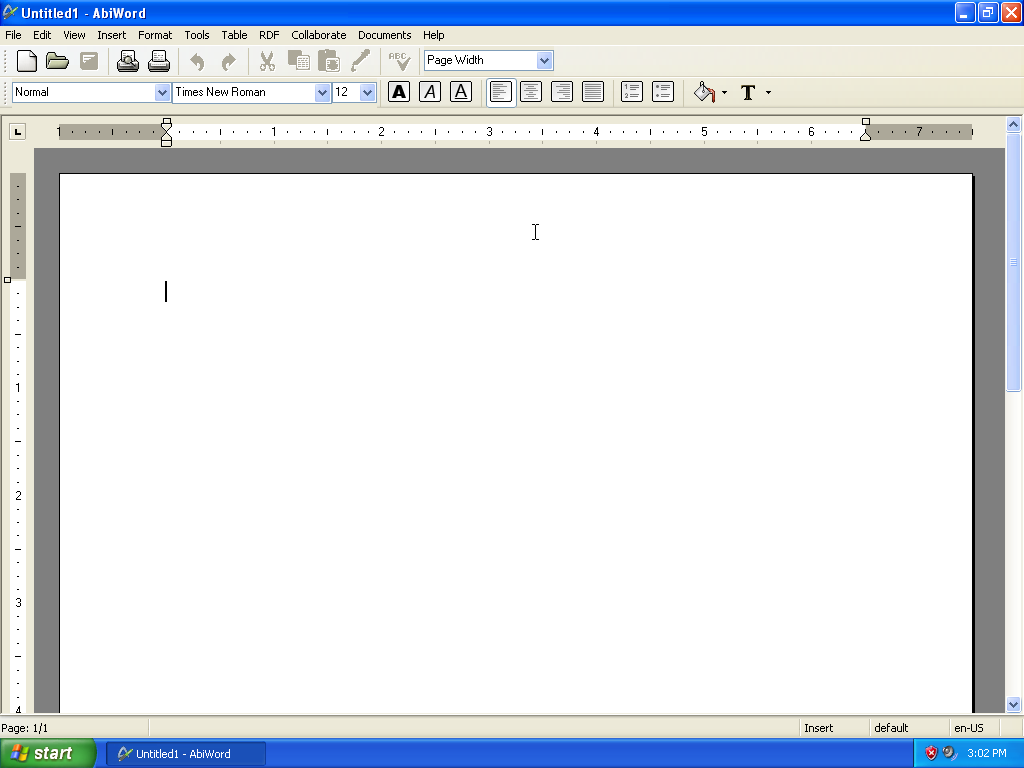 Untitled1 - AbiWord
File Edit View Insert Format Tools Table RDF Collaborate Documents Help
ABC Page Width
Normal Times New Roman 12 A A A T
L 1 1 2 3 4 5 6 7
1
2
3
4
Page: 1/1 Insert default en-US
start Untitled1 - AbiWord 3:02 PM